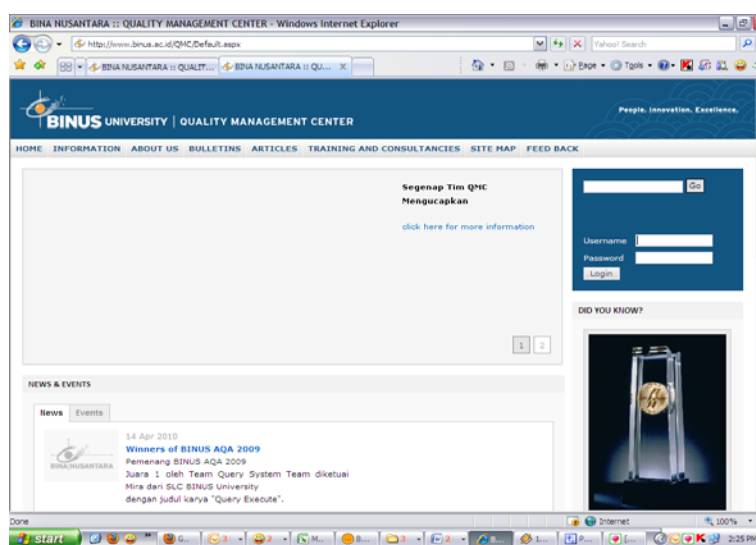 BINA NUSANTARA :: QUALITY MANAGEMENT CENTER - Windows Internet Explorer
http://www.binus.ac.id/QMC/Default.aspx
Yahoo! Search
BINA NUSANTARA :: QUALIT...
BINA NUSANTARA :: QU...
Page
Tools
BINUS UNIVERSITY | QUALITY MANAGEMENT CENTER
People. Innovation. Excellence.
HOME INFORMATION ABOUT US BULLETINS ARTICLES TRAINING AND CONSULTANCIES SITE MAP FEED BACK
Segenap Tim QMC
Mengucapkan
click here for more information
1 2
Go
Username
Password
Login
DID YOU KNOW?
NEWS & EVENTS
News Events
BINA NUSANTARA
14 Apr 2010
Winners of BINUS AQA 2009
Pemenang BINUS AQA 2009
Juara 1 oleh Team Query System Team diketuai
Mira dari SLC BINUS University
dengan judul karya "Query Execute".
Done
Internet
100%
start
2:25 P